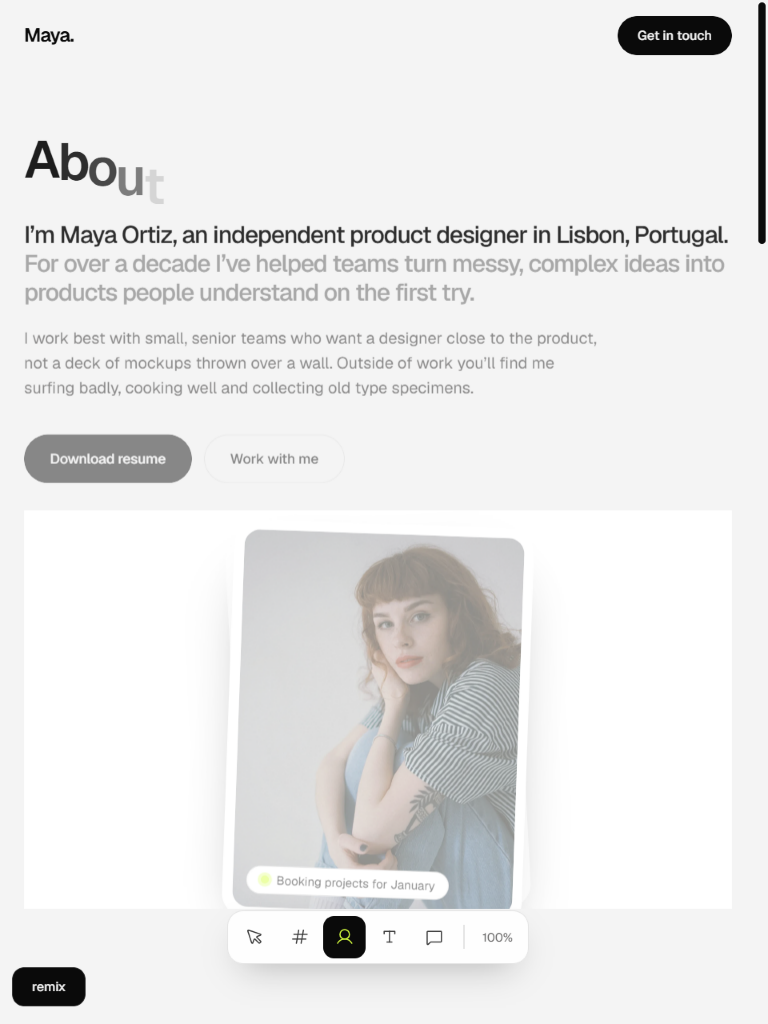 Maya.
Get in touch
About
I’m Maya Ortiz, an independent product designer in Lisbon, Portugal.
For over a decade I’ve helped teams turn messy, complex ideas into
products people understand on the first try.
I work best with small, senior teams who want a designer close to the product,
not a deck of mockups thrown over a wall. Outside of work you’ll find me
surfing badly, cooking well and collecting old type specimens.
Download resume
Work with me
Booking projects for January
100%
remix